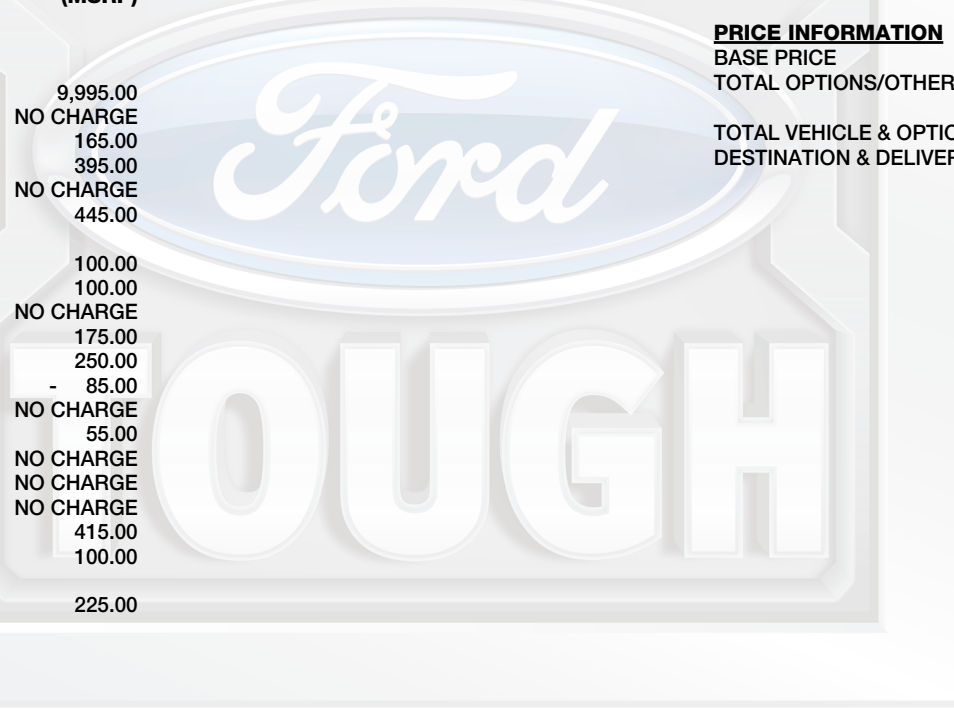 (MSRP)
9,995.00
NO CHARGE
165.00
395.00
NO CHARGE
445.00
100.00
100.00
NO CHARGE
175.00
250.00
- 85.00
NO CHARGE
55.00
NO CHARGE
NO CHARGE
NO CHARGE
415.00
100.00
225.00
PRICE INFORMATION
BASE PRICE
TOTAL OPTIONS/OTHER
TOTAL VEHICLE & OPTIO
DESTINATION & DELIVER
Ford
TOUGH